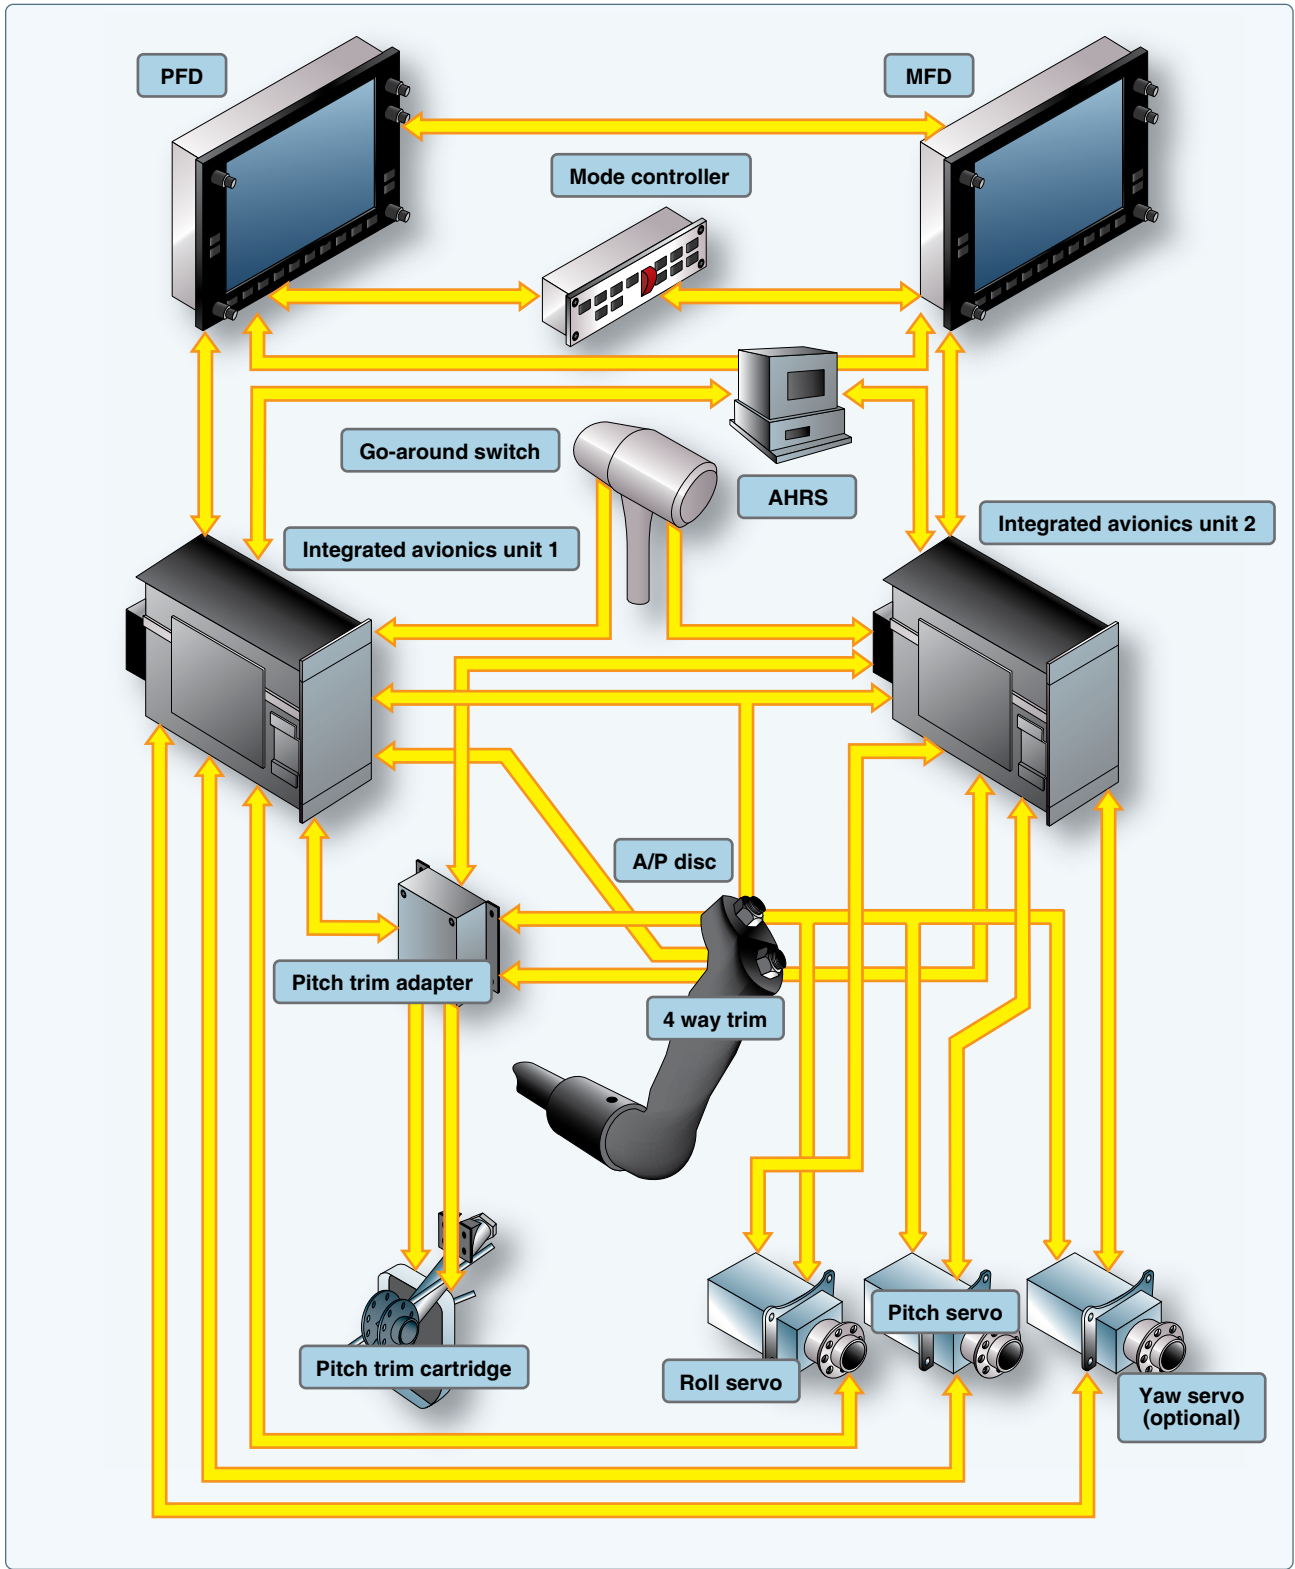 PFD
MFD
Mode controller
Go-around switch
AHRS
Integrated avionics unit 1
Integrated avionics unit 2
A/P disc
Pitch trim adapter
4 way trim
Pitch servo
Pitch trim cartridge
Roll servo
Yaw servo
(optional)